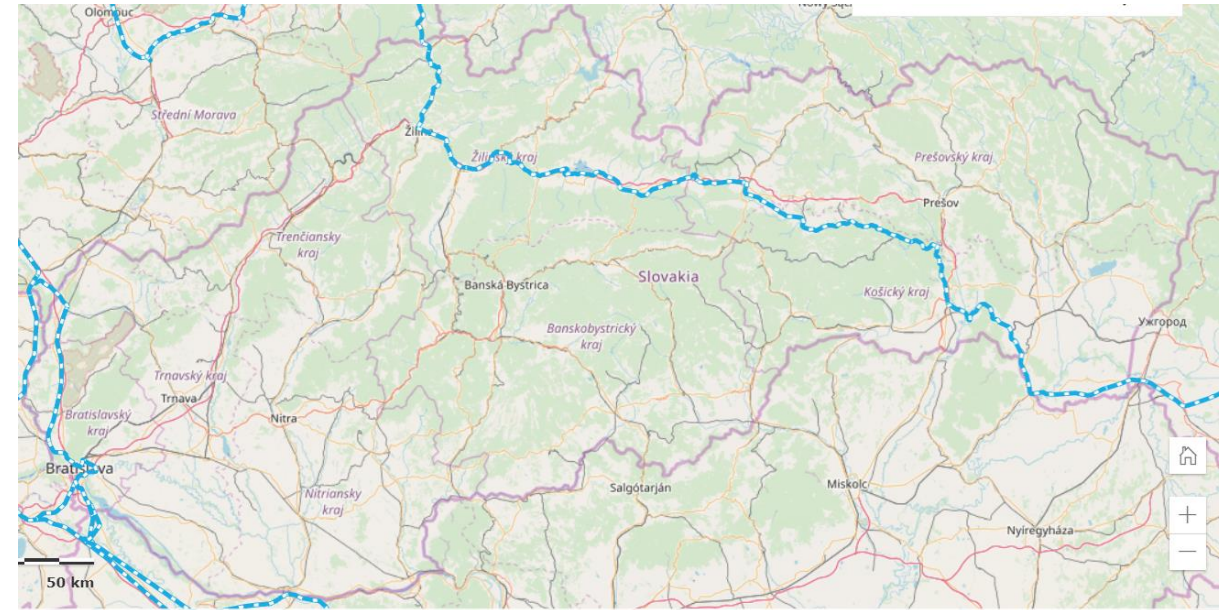 Olomouc
Střední Morava
Žilinský kraj
Prešovský kraj
Prešov
Trenčiansky
kraj
Slovakia
Banská Bystrica
Košický kraj
Banskobystrický
kraj
Ужгород
Trnavský kraj
Trnava
Bratislavský
kraj
Nitra
Bratislava
Nitriansky
kraj
Salgótarján
Miskolc
Nyíregyháza
50 km